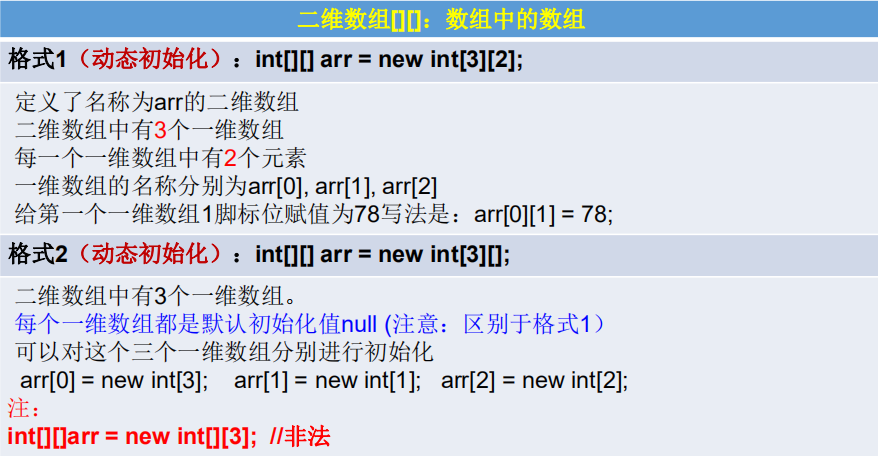 二维数组[][]：数组中的数组
格式1（动态初始化）：int[][] arr = new int[3][2];
定义了名称为arr的二维数组
二维数组中有3个一维数组
每一个一维数组中有2个元素
一维数组的名称分别为arr[0], arr[1], arr[2]
给第一个一维数组1脚标位赋值为78写法是：arr[0][1] = 78;
格式2（动态初始化）：int[][] arr = new int[3][];
二维数组中有3个一维数组。
每个一维数组都是默认初始化值null (注意：区别于格式1）
可以对这个三个一维数组分别进行初始化
arr[0] = new int[3];    arr[1] = new int[1];   arr[2] = new int[2];
注：
int[][]arr = new int[][3];  //非法